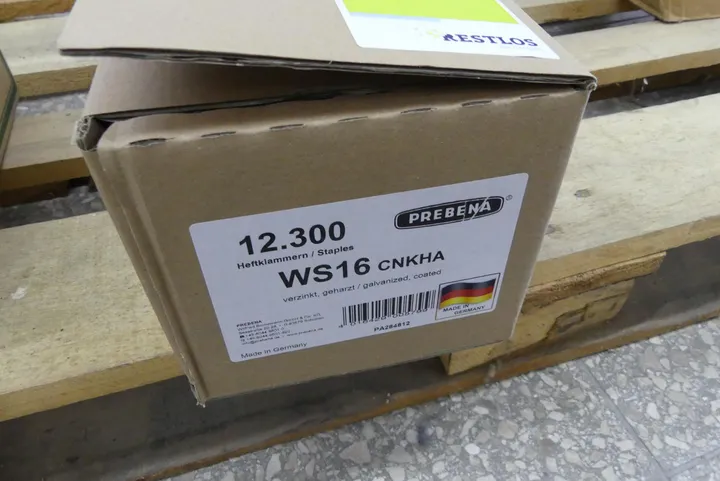 RESTLOS
PREBENA®
12.300
Heftklammern / Staples
WS16 CNKHA
verzinkt, geharzt / galvanized, coated
MADE IN
GERMANY
PA284812
PREBENA
Made in Germany